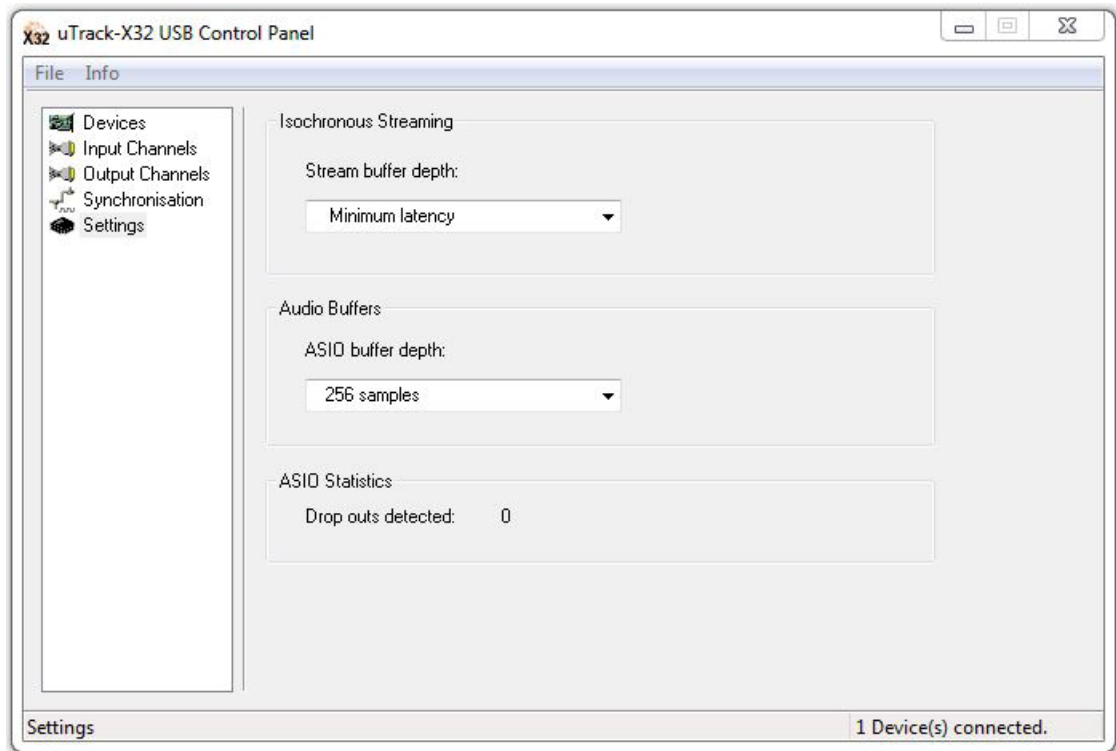 X32 uTrack-X32 USB Control Panel
File Info
Devices
Input Channels
Output Channels
Synchronisation
Settings
Isochronous Streaming
Stream buffer depth:
Minimum latency
Audio Buffers
ASIO buffer depth:
256 samples
ASIO Statistics
Drop outs detected: 0
Settings 1 Device(s) connected.